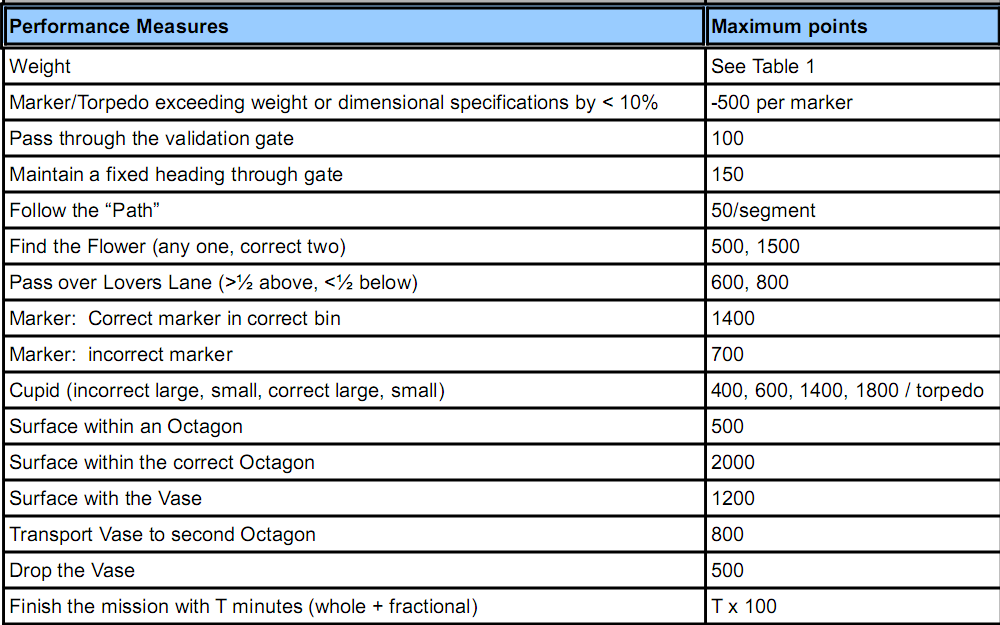 Performance Measures Maximum points
Weight See Table 1
Marker/Torpedo exceeding weight or dimensional specifications by < 10% -500 per marker
Pass through the validation gate 100
Maintain a fixed heading through gate 150
Follow the “Path” 50/segment
Find the Flower (any one, correct two) 500, 1500
Pass over Lovers Lane (>½ above, <½ below) 600, 800
Marker:  Correct marker in correct bin 1400
Marker:  incorrect marker 700
Cupid (incorrect large, small, correct large, small) 400, 600, 1400, 1800 / torpedo
Surface within an Octagon 500
Surface within the correct Octagon 2000
Surface with the Vase 1200
Transport Vase to second Octagon 800
Drop the Vase 500
Finish the mission with T minutes (whole + fractional) T x 100